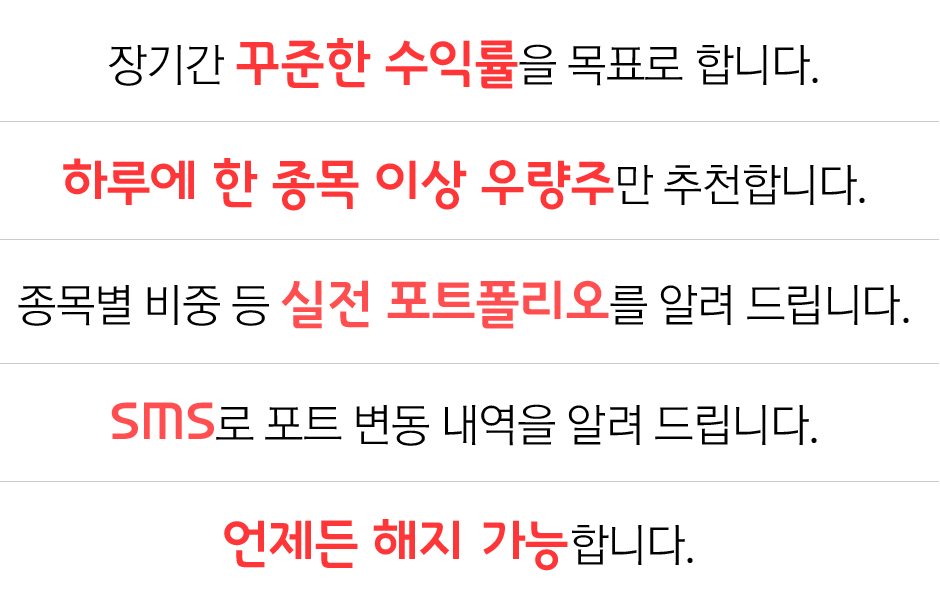 장기간 꾸준한 수익률을 목표로 합니다.
하루에 한 종목 이상 우량주만 추천합니다.
종목별 비중 등 실전 포트폴리오를 알려 드립니다.
SMS로 포트 변동 내역을 알려 드립니다.
언제든 해지 가능합니다.